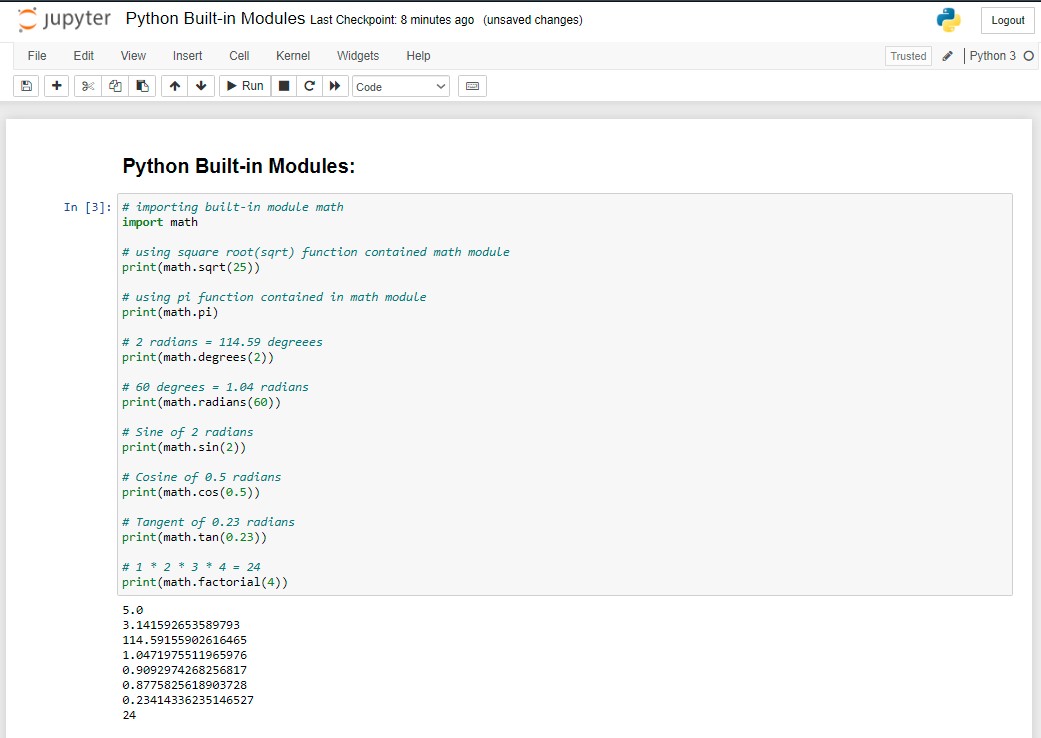 jupyter Python Built-in Modules Last Checkpoint: 8 minutes ago (unsaved changes) Logout
File Edit View Insert Cell Kernel Widgets Help Trusted Python 3
Run Code
Python Built-in Modules:
In [3]: # importing built-in module math
import math
# using square root(sqrt) function contained math module
print(math.sqrt(25))
# using pi function contained in math module
print(math.pi)
# 2 radians = 114.59 degreees
print(math.degrees(2))
# 60 degrees = 1.04 radians
print(math.radians(60))
# Sine of 2 radians
print(math.sin(2))
# Cosine of 0.5 radians
print(math.cos(0.5))
# Tangent of 0.23 radians
print(math.tan(0.23))
# 1 * 2 * 3 * 4 = 24
print(math.factorial(4))
5.0
3.141592653589793
114.59155902616465
1.0471975511965976
0.9092974268256817
0.8775825618903728
0.23414336235146527
24